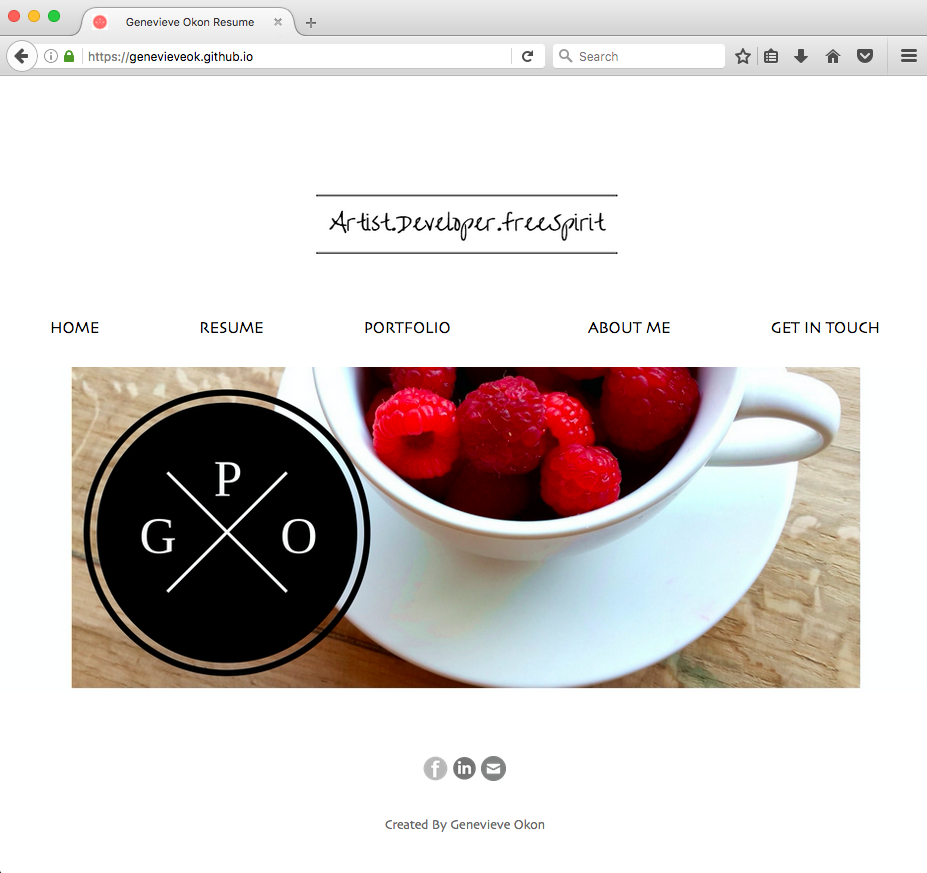 Genevieve Okon Resume
https://genevieveok.github.io
Search
Artist.Developer.FreeSpirit
HOME RESUME PORTFOLIO ABOUT ME GET IN TOUCH
P
G O
f in
Created By Genevieve Okon